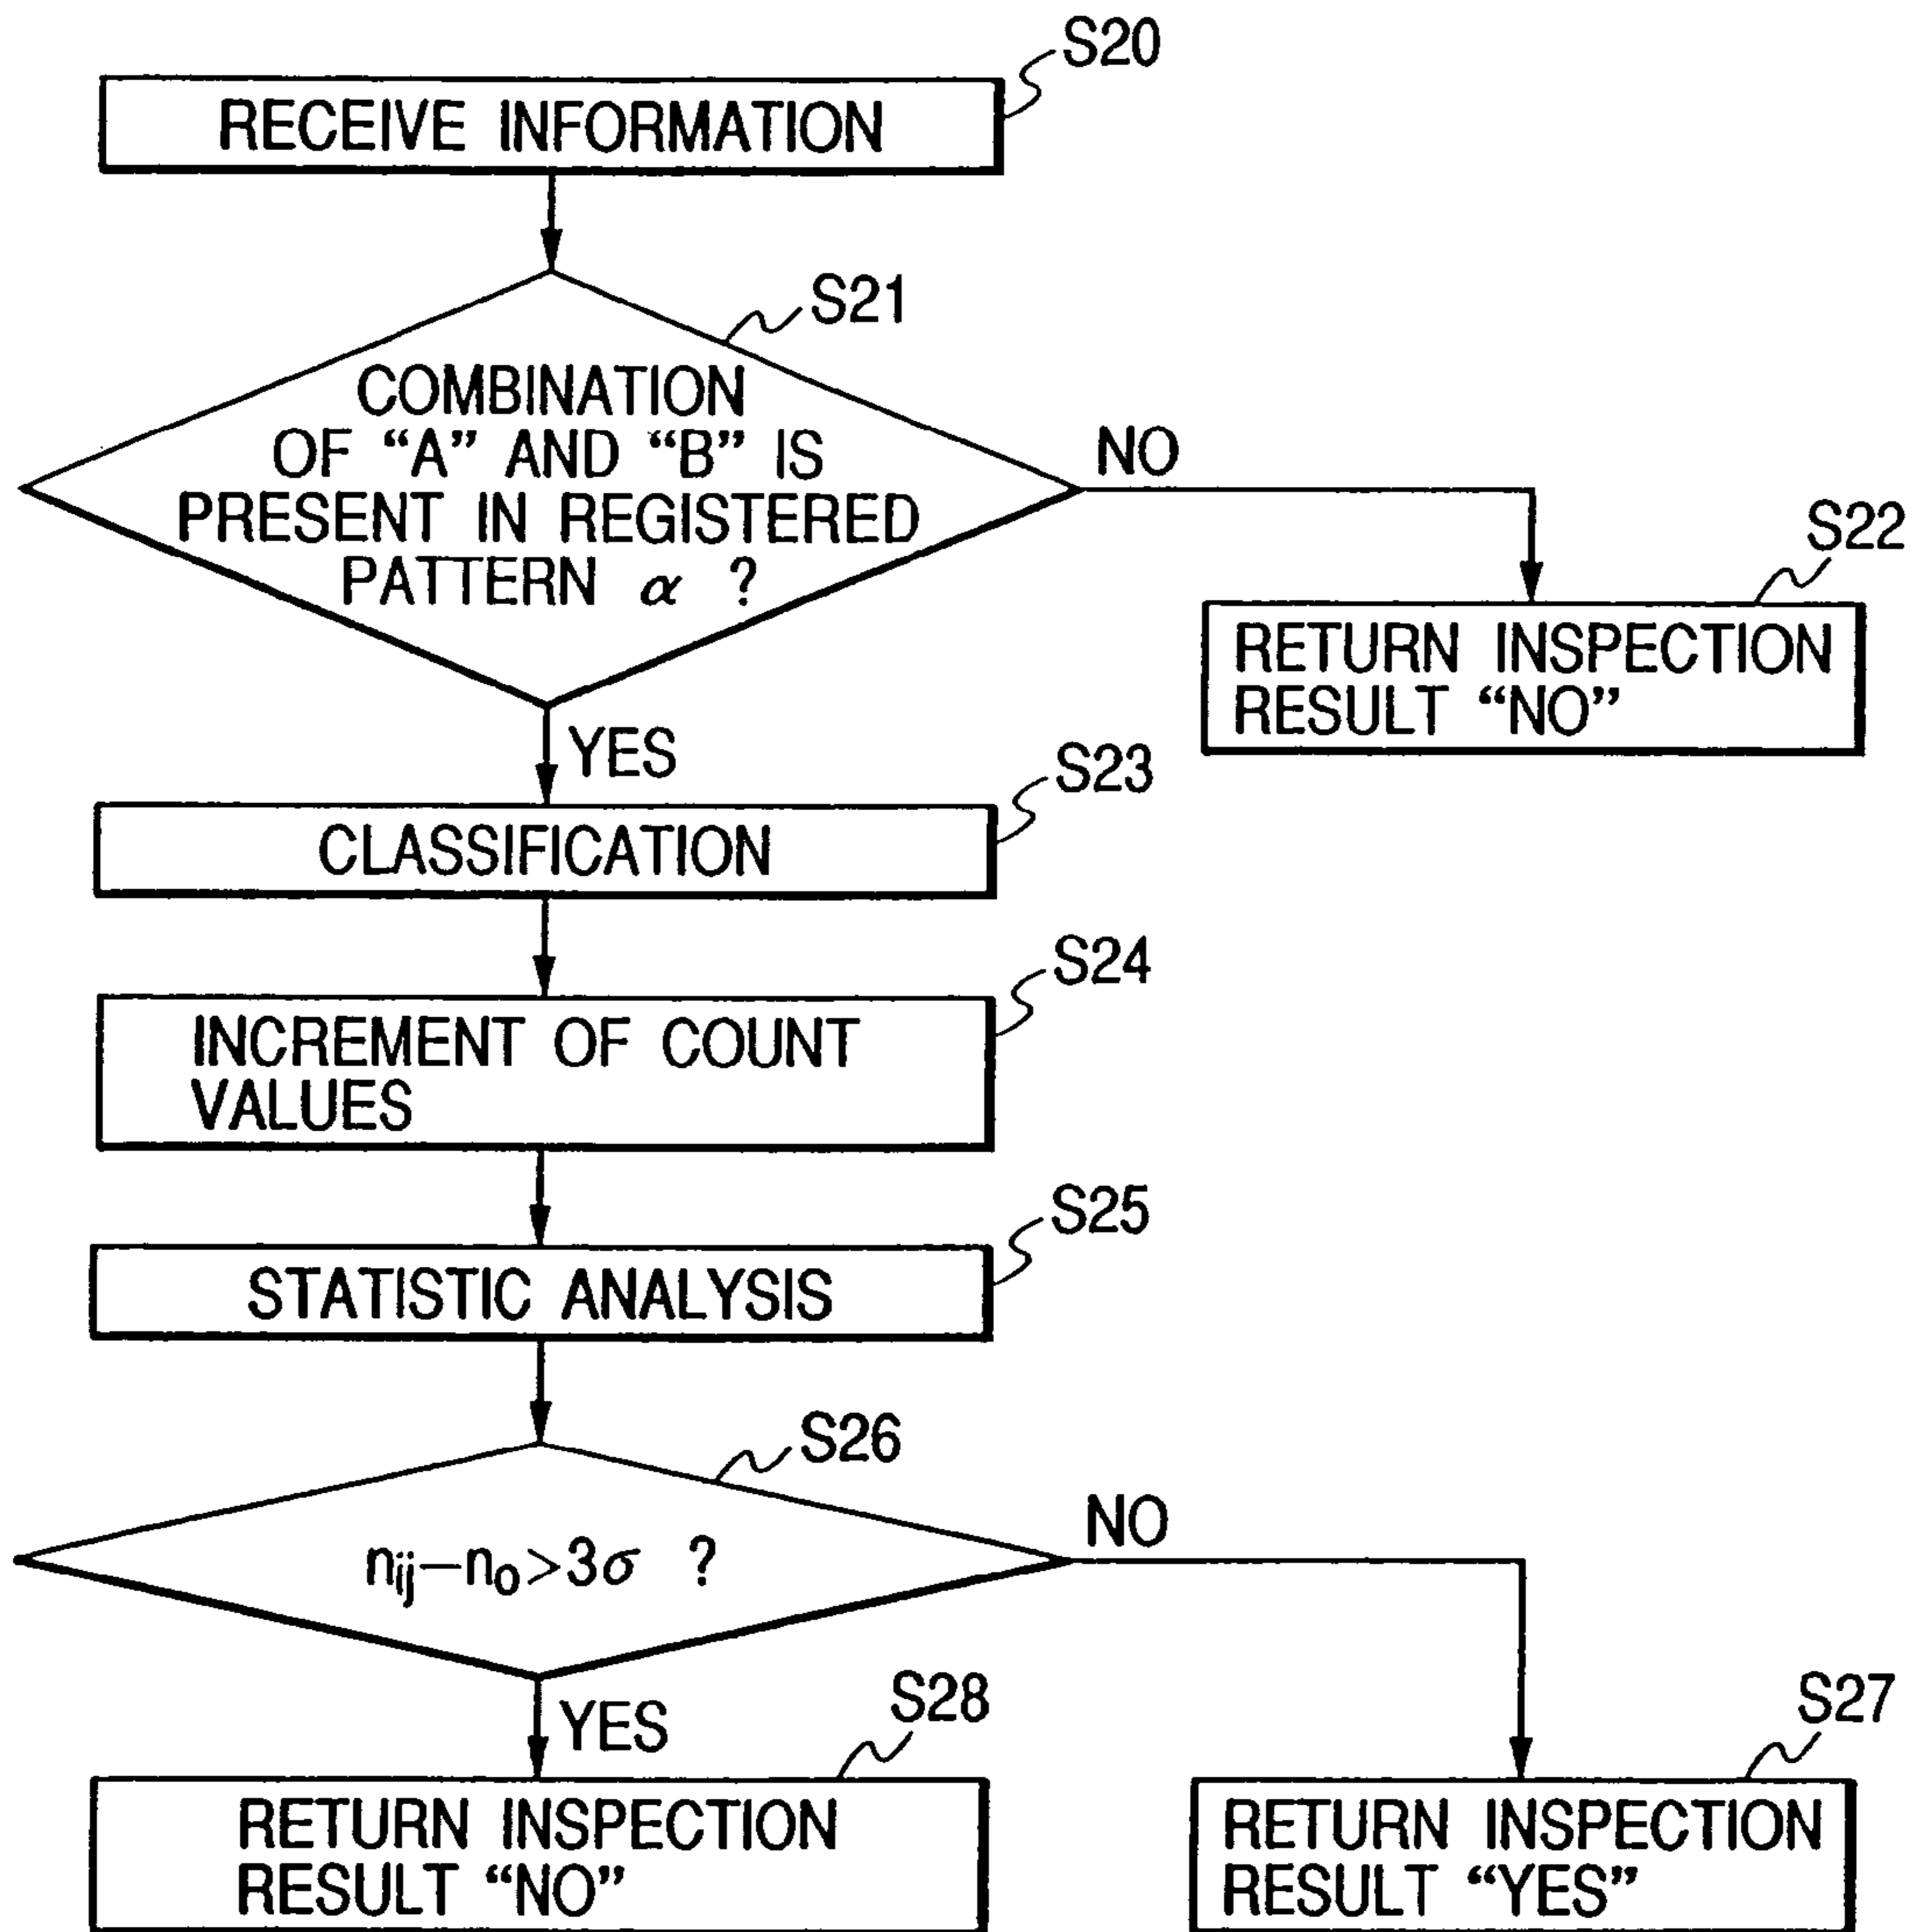 S20
RECEIVE INFORMATION
S21
COMBINATION
OF “A” AND “B” IS
PRESENT IN REGISTERED
PATTERN α ?
NO
S22
RETURN INSPECTION
RESULT “NO”
YES
S23
CLASSIFICATION
S24
INCREMENT OF COUNT
VALUES
S25
STATISTIC ANALYSIS
S26
nij−n0>3σ ?
NO
YES
S28
RETURN INSPECTION
RESULT “NO”
S27
RETURN INSPECTION
RESULT “YES”